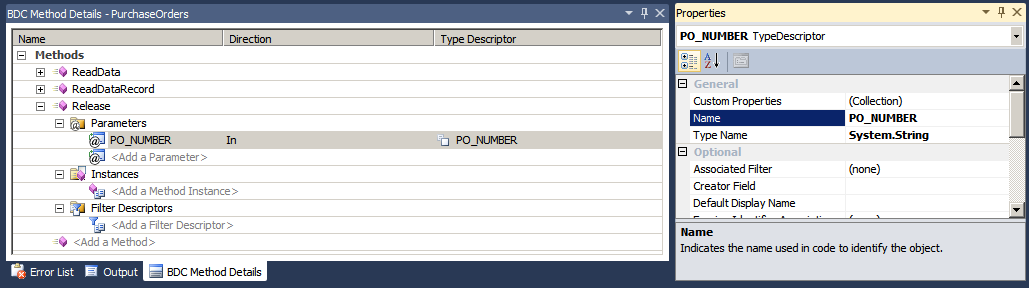 BDC Method Details - PurchaseOrders
Name Direction Type Descriptor
Methods
ReadData
ReadDataRecord
Release
Parameters
PO_NUMBER In PO_NUMBER
<Add a Parameter>
Instances
<Add a Method Instance>
Filter Descriptors
<Add a Filter Descriptor>
<Add a Method>
Error List Output BDC Method Details
Properties
PO_NUMBER TypeDescriptor
General
Custom Properties (Collection)
Name PO_NUMBER
Type Name System.String
Optional
Associated Filter (none)
Creator Field
Default Display Name
Name
Indicates the name used in code to identify the object.